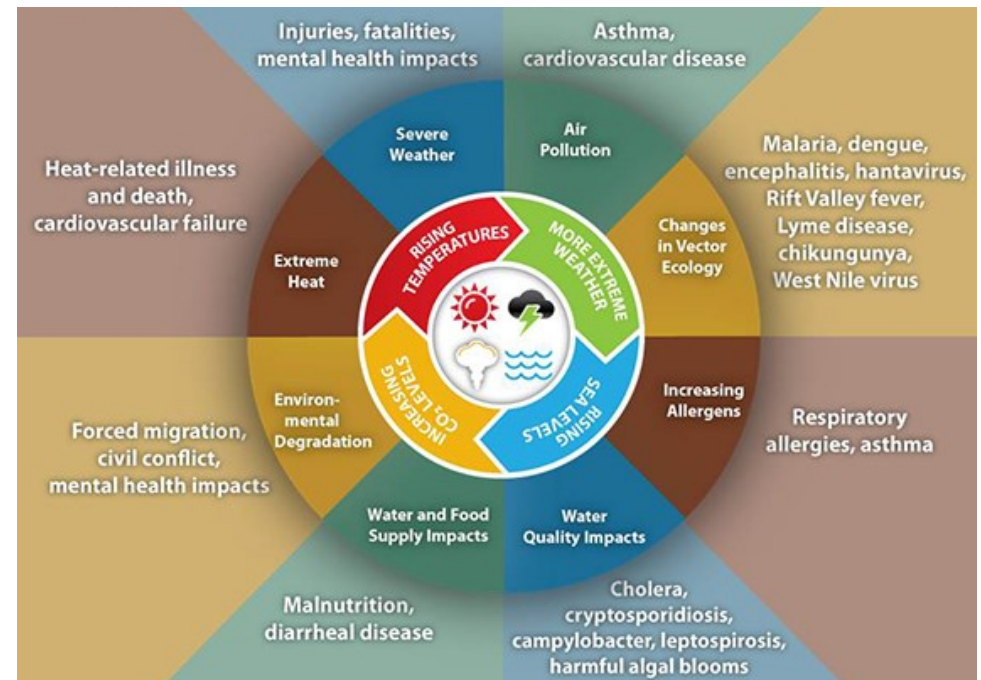 Injuries, fatalities,
mental health impacts
Asthma,
cardiovascular disease
Severe
Weather
Air
Pollution
Heat-related illness
and death,
cardiovascular failure
Malaria, dengue,
encephalitis, hantavirus,
Rift Valley fever,
Lyme disease,
chikungunya,
West Nile virus
Extreme
Heat
Changes
in Vector
Ecology
RISING
TEMPERATURES
MORE EXTREME
WEATHER
INCREASING
CO₂ LEVELS
RISING
SEA LEVELS
Environ-
mental
Degradation
Increasing
Allergens
Forced migration,
civil conflict,
mental health impacts
Respiratory
allergies, asthma
Water and Food
Supply Impacts
Water
Quality Impacts
Malnutrition,
diarrheal disease
Cholera,
cryptosporidiosis,
campylobacter, leptospirosis,
harmful algal blooms